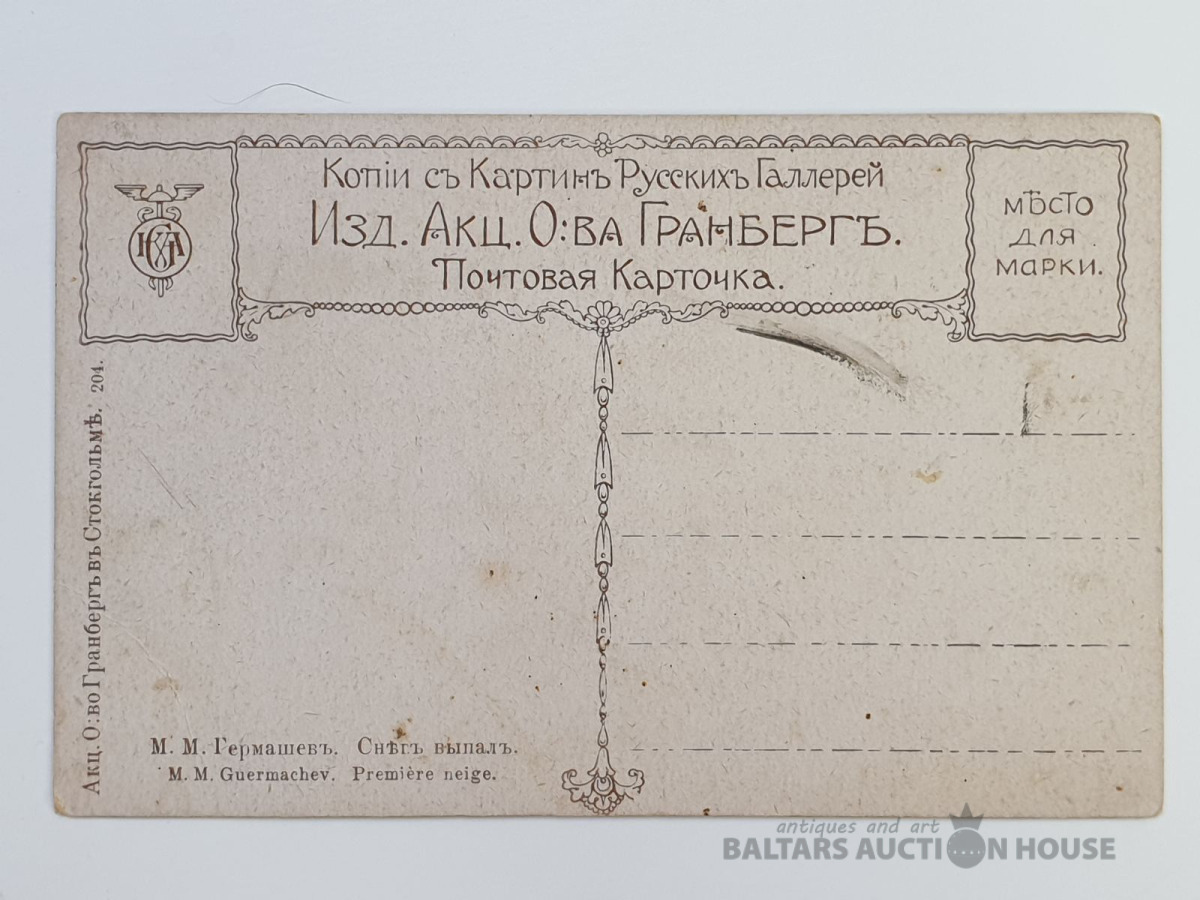 Копіи съ Картинъ Русскихъ Галлерей
Изд. Акц. О:ва Гранбергъ.
Почтовая Карточка.
мѣсто
для
марки.
Акц. О:во Гранбергъ въ Стокгольмѣ. 204.
М. М. Гермашевъ. Снѣгъ выпалъ.
M. M. Guermachev. Première neige.
antiques and art
BALTARS AUCTION HOUSE